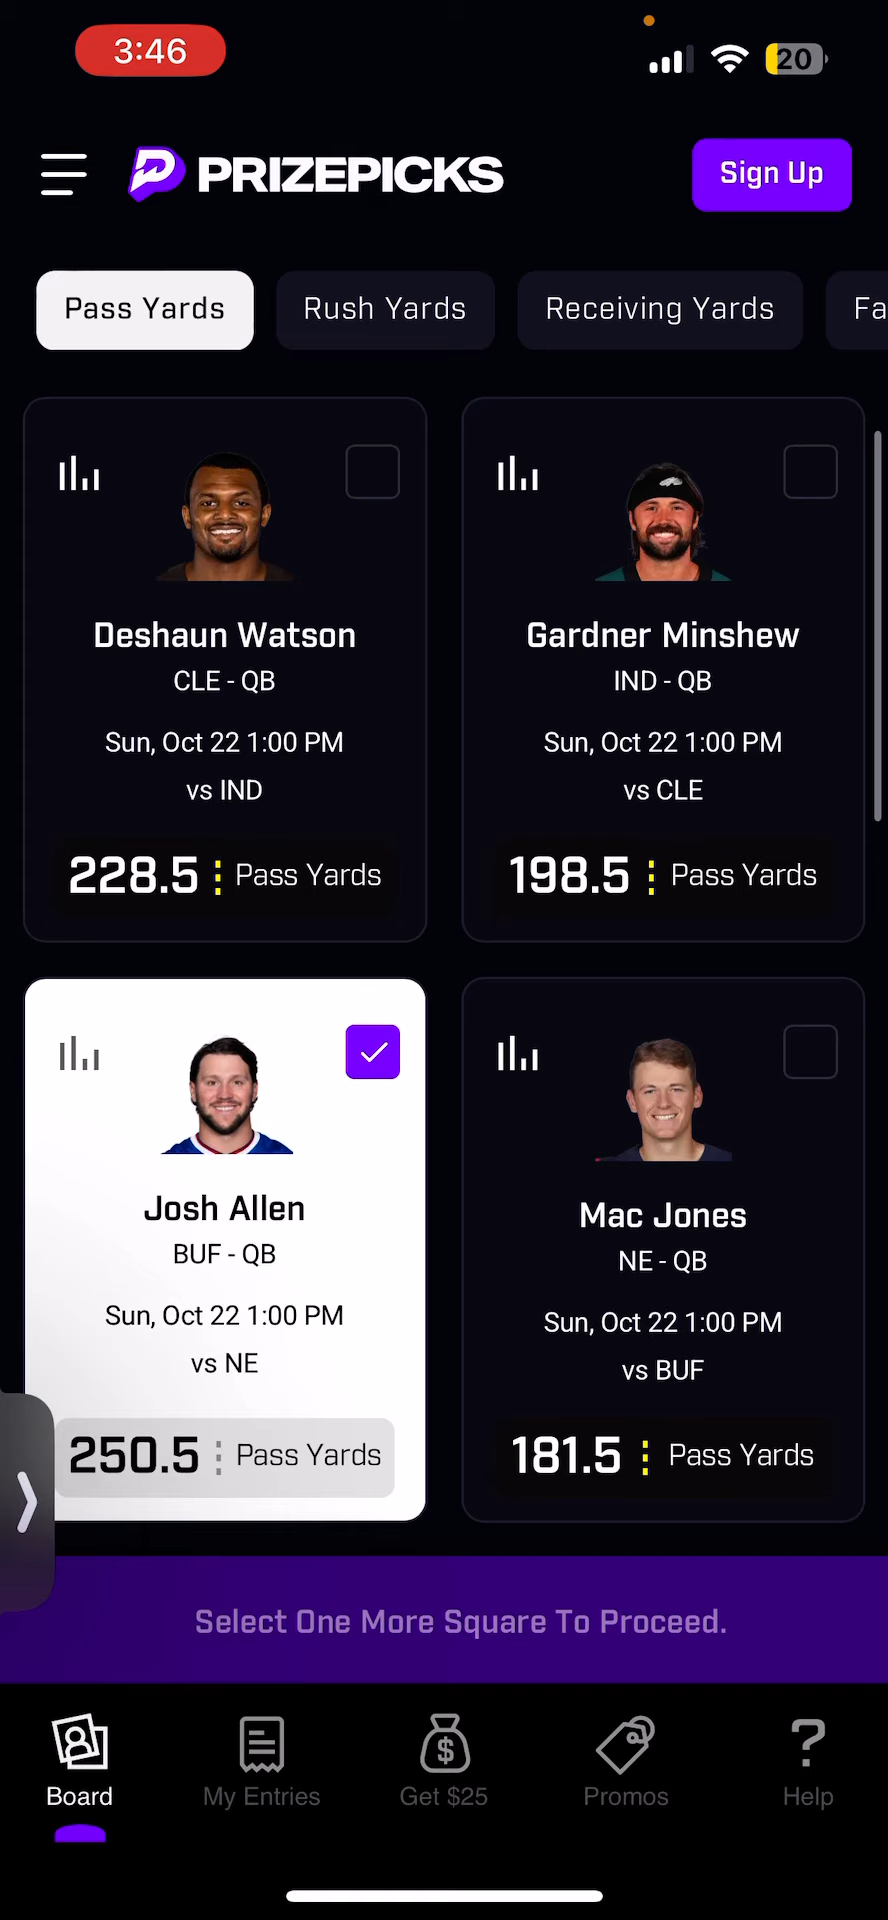 3:46
20
PRIZEPICKS
Sign Up
Pass Yards
Rush Yards
Receiving Yards
Fa
Deshaun Watson
CLE - QB
Sun, Oct 22 1:00 PM
vs IND
228.5 Pass Yards
Gardner Minshew
IND - QB
Sun, Oct 22 1:00 PM
vs CLE
198.5 Pass Yards
Josh Allen
BUF - QB
Sun, Oct 22 1:00 PM
vs NE
250.5 Pass Yards
Mac Jones
NE - QB
Sun, Oct 22 1:00 PM
vs BUF
181.5 Pass Yards
Select One More Square To Proceed.
Board
My Entries
Get $25
Promos
Help